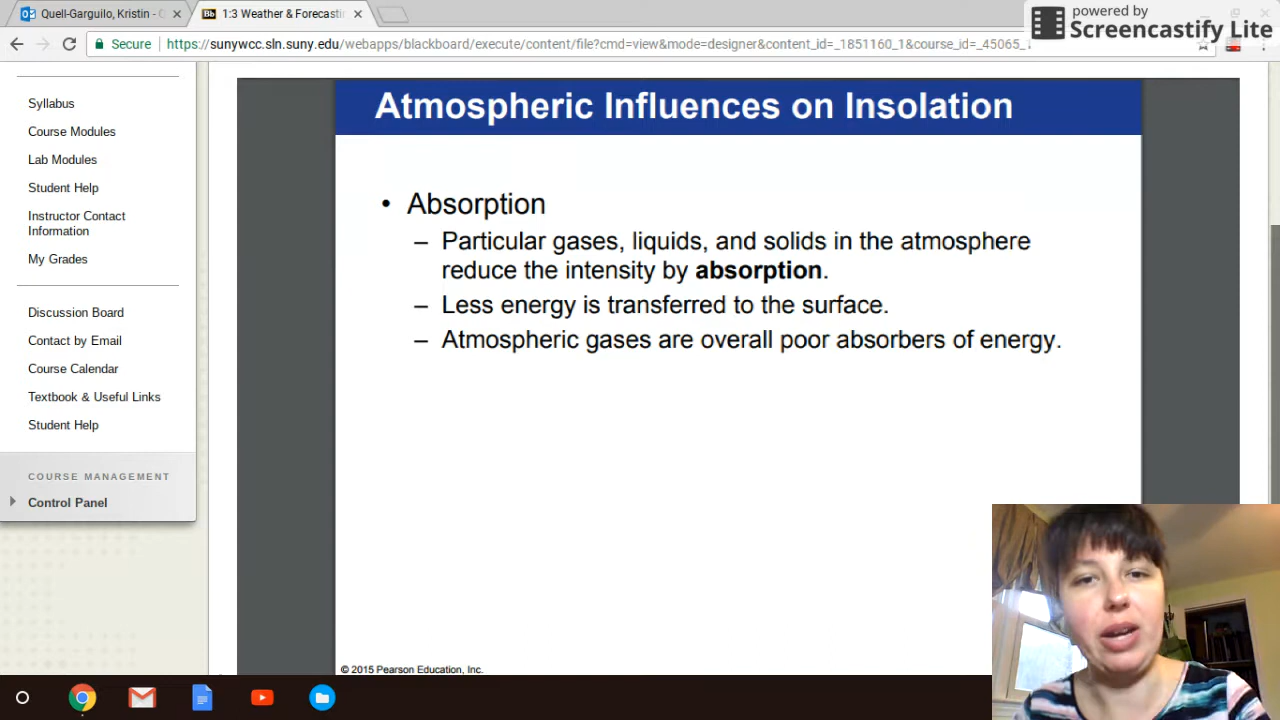 Quell-Garguilo, Kristin -
1:3 Weather & Forecasting
powered by
Screencastify Lite
Secure
https://sunywcc.sln.suny.edu/webapps/blackboard/execute/content/file?cmd=view&mode=designer&content_id=_1851160_1&course_id=_45065_1
Syllabus
Course Modules
Lab Modules
Student Help
Instructor Contact
Information
My Grades
Discussion Board
Contact by Email
Course Calendar
Textbook & Useful Links
Student Help
COURSE MANAGEMENT
Control Panel
Atmospheric Influences on Insolation
• Absorption
– Particular gases, liquids, and solids in the atmosphere
reduce the intensity by absorption.
– Less energy is transferred to the surface.
– Atmospheric gases are overall poor absorbers of energy.
© 2015 Pearson Education, Inc.